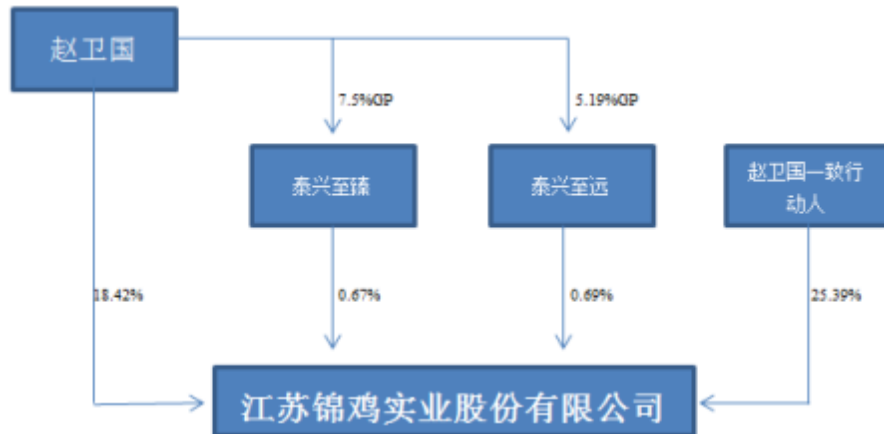 赵卫国
7.5%GP
5.19%GP
泰兴至臻
泰兴至远
赵卫国一致行
动人
18.42%
0.67%
0.69%
25.39%
江苏锦鸡实业股份有限公司